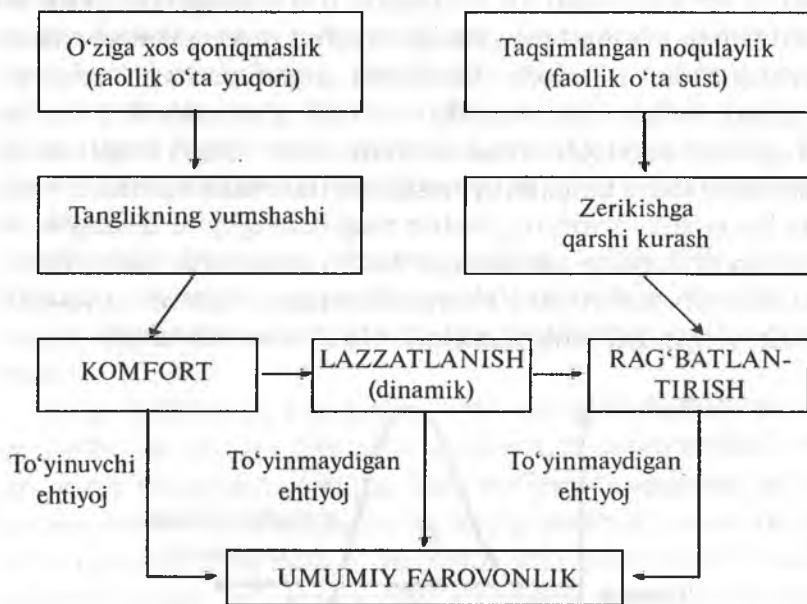 O‘ziga xos qoniqmaslik
(faollik o‘ta yuqori)
Taqsimlangan noqulaylik
(faollik o‘ta sust)
Tanglikning yumshashi
Zerikishga
qarshi kurash
KOMFORT
LAZZATLANISH
(dinamik)
RAG‘BATLAN-
TIRISH
To‘yinuvchi
ehtiyoj
To‘yinmaydigan
ehtiyoj
To‘yinmaydigan
ehtiyoj
UMUMIY FAROVONLIK